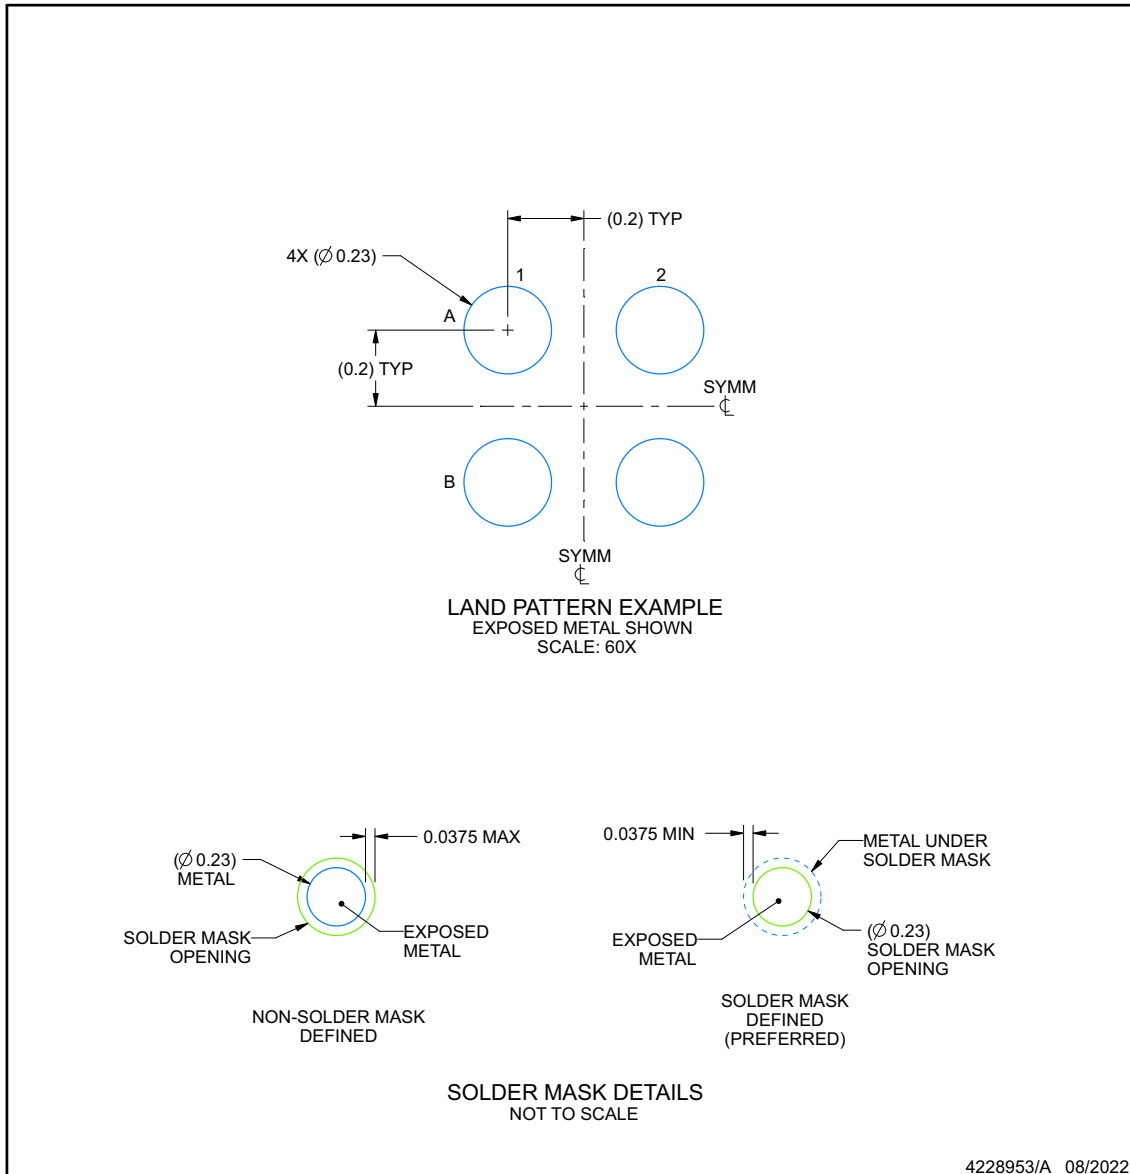 (0.2) TYP
4X (∅ 0.23)
1
2
A
(0.2) TYP
SYMM
℄
B
SYMM
℄
LAND PATTERN EXAMPLE
EXPOSED METAL SHOWN
SCALE: 60X
0.0375 MAX
(∅ 0.23)
METAL
SOLDER MASK
OPENING
EXPOSED
METAL
NON-SOLDER MASK
DEFINED
0.0375 MIN
METAL UNDER
SOLDER MASK
EXPOSED
METAL
(∅ 0.23)
SOLDER MASK
OPENING
SOLDER MASK
DEFINED
(PREFERRED)
SOLDER MASK DETAILS
NOT TO SCALE
4228953/A 08/2022